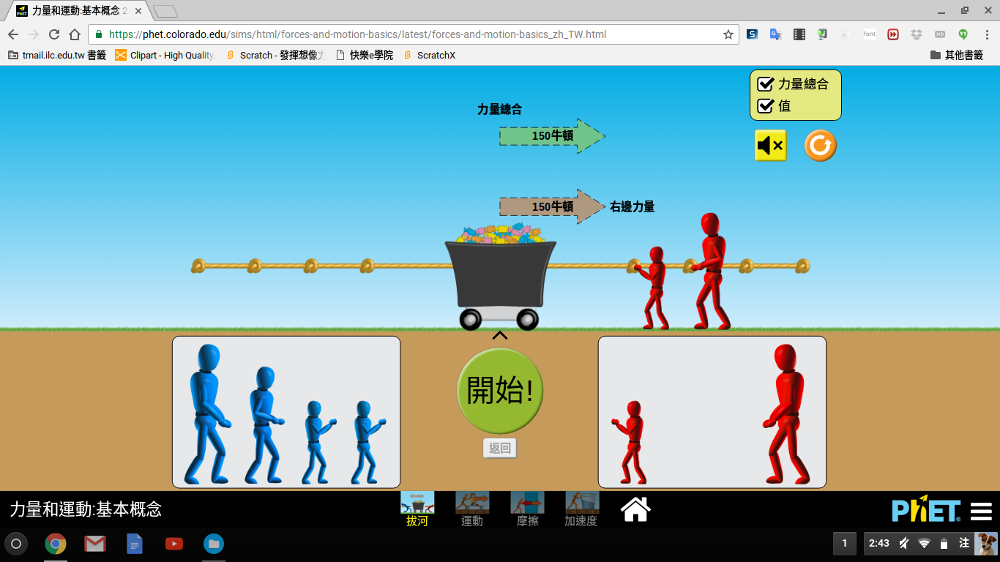 力量和運動:基本概念 2
https://phet.colorado.edu/sims/html/forces-and-motion-basics/latest/forces-and-motion-basics_zh_TW.html
font
HD
tmail.ilc.edu.tw 書籤
Clipart - High Quality
Scratch - 發揮想像力
快樂e學院
ScratchX
其他書籤
力量總合
值
力量總合
150牛頓
150牛頓
右邊力量
開始!
返回
力量和運動:基本概念
拔河
運動
摩擦
加速度
PhET
1
2:43
注